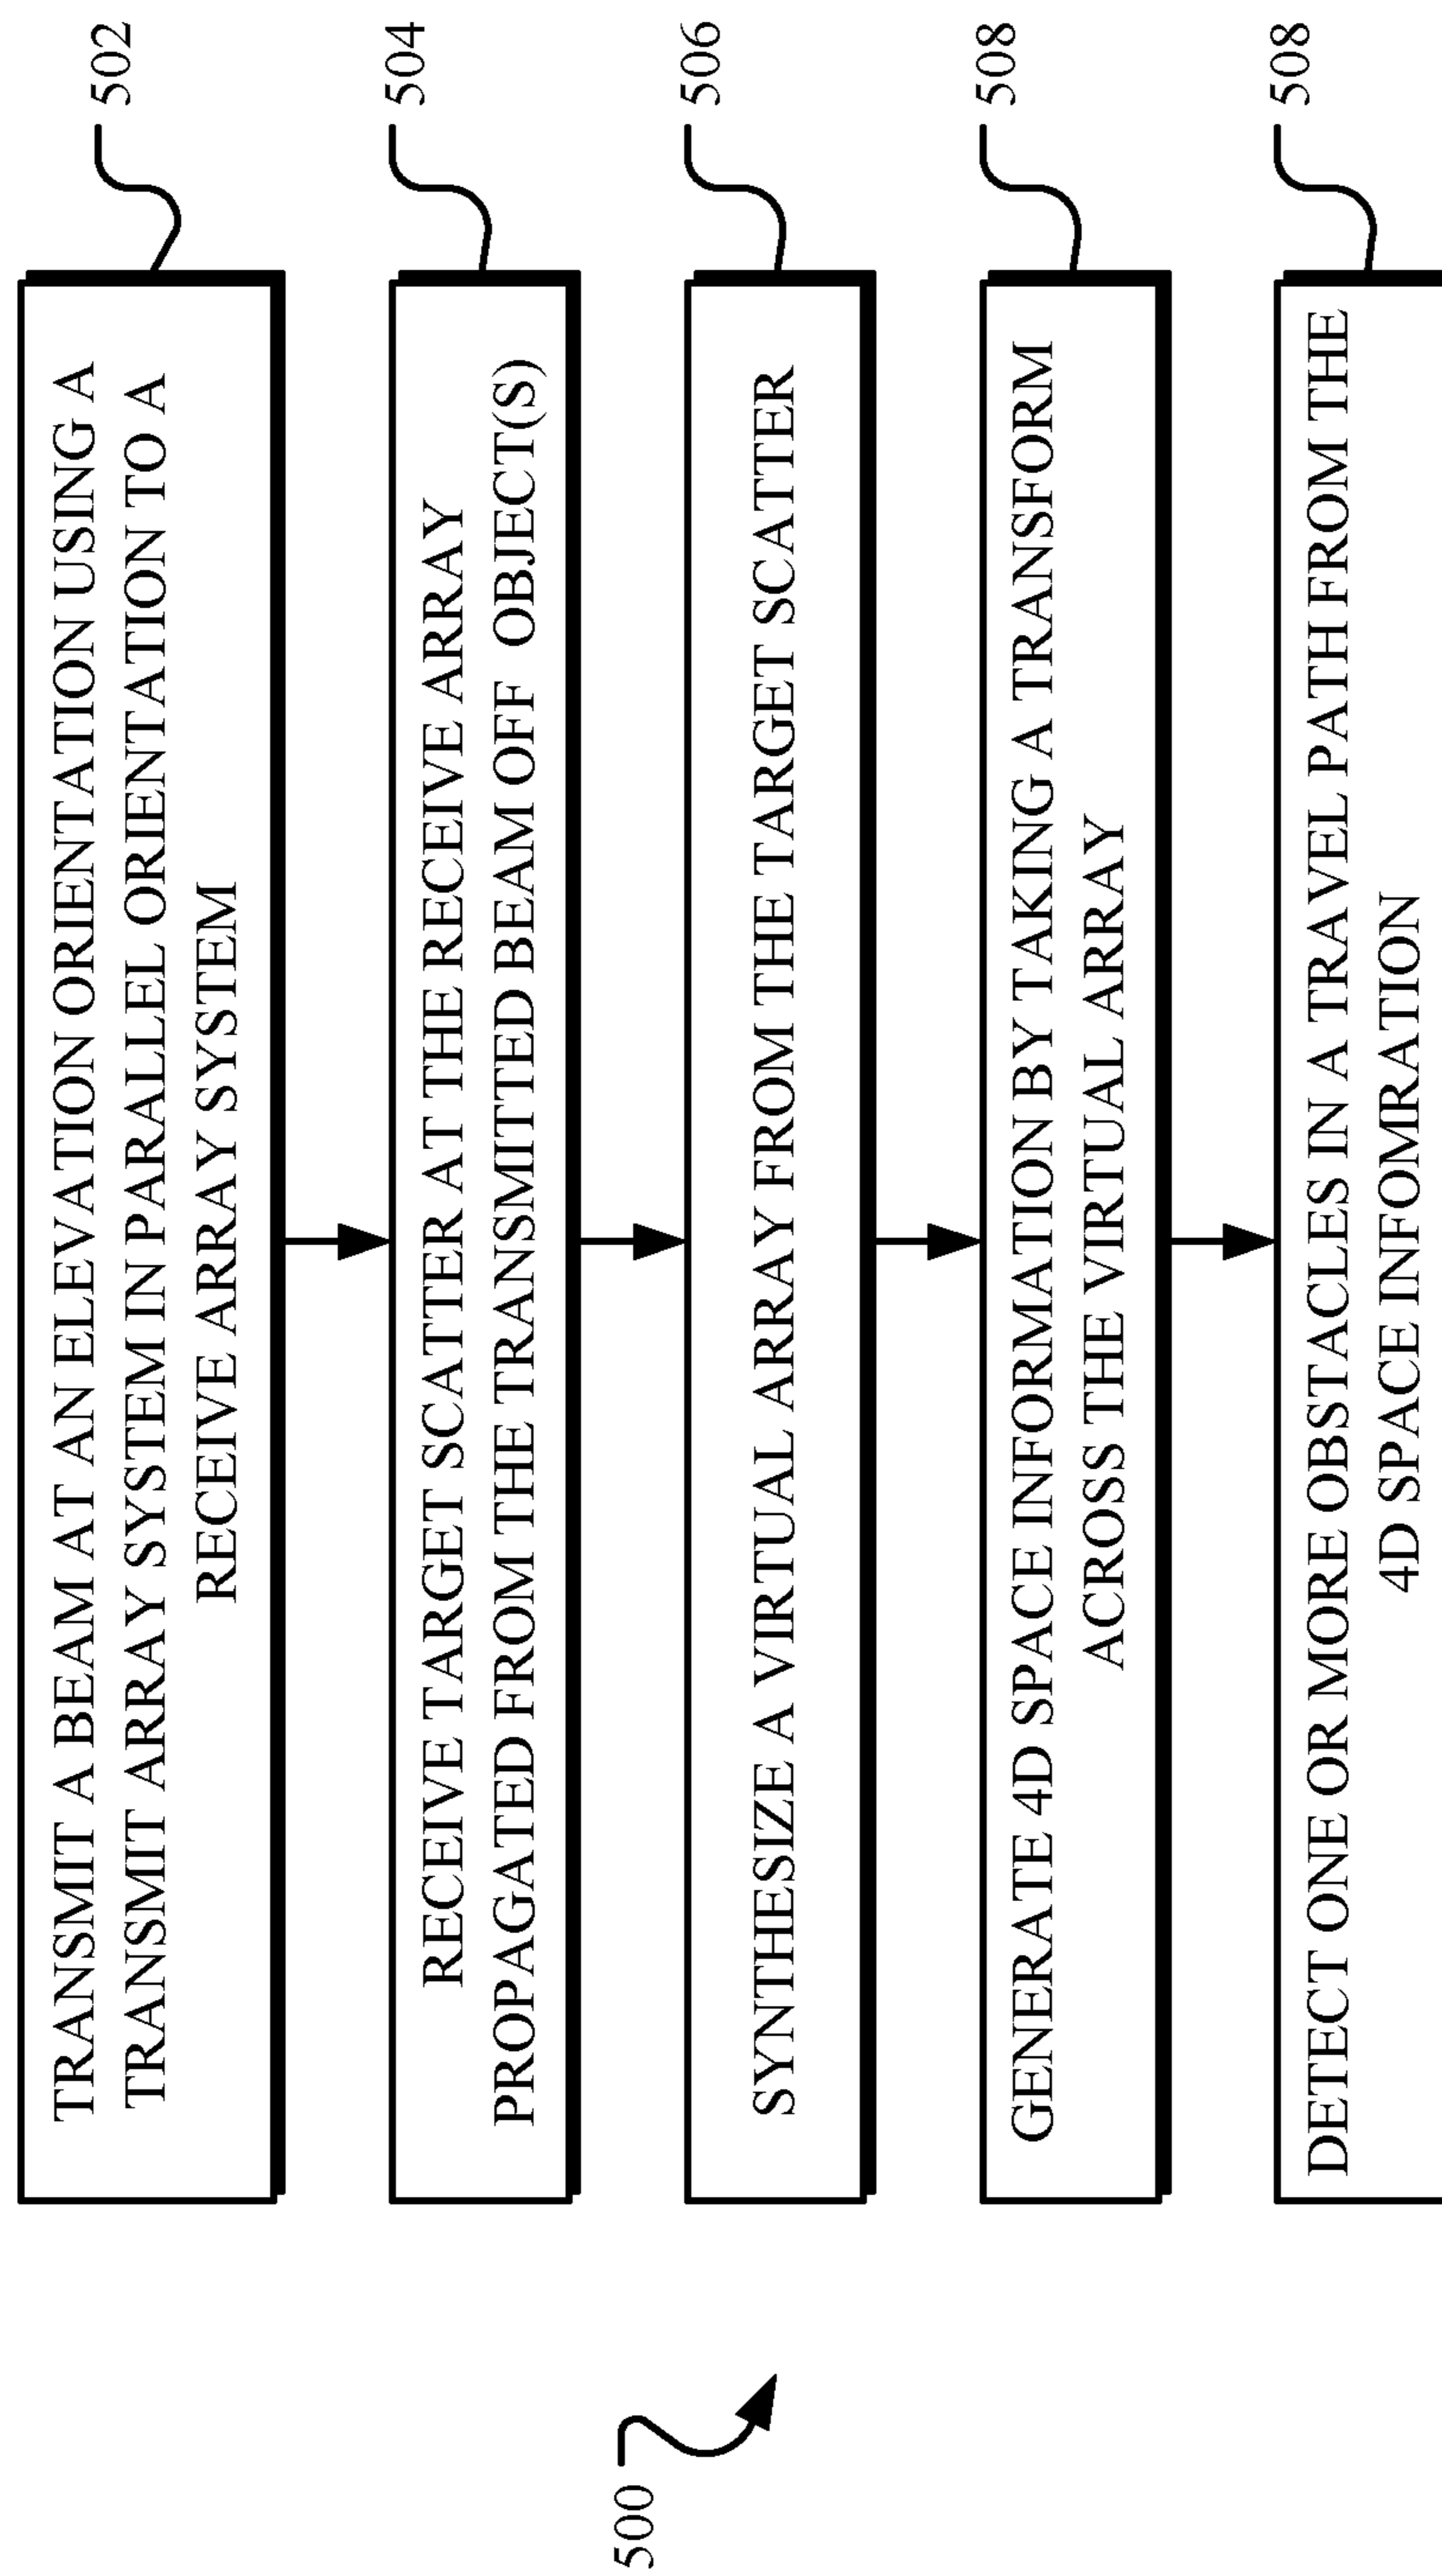 500
TRANSMIT A BEAM AT AN ELEVATION ORIENTATION USING A
TRANSMIT ARRAY SYSTEM IN PARALLEL ORIENTATION TO A
RECEIVE ARRAY SYSTEM
502
RECEIVE TARGET SCATTER AT THE RECEIVE ARRAY
PROPAGATED FROM THE TRANSMITTED BEAM OFF OBJECT(S)
504
SYNTHESIZE A VIRTUAL ARRAY FROM THE TARGET SCATTER
506
GENERATE 4D SPACE INFORMATION BY TAKING A TRANSFORM
ACROSS THE VIRTUAL ARRAY
508
DETECT ONE OR MORE OBSTACLES IN A TRAVEL PATH FROM THE
4D SPACE INFOMRATION
508